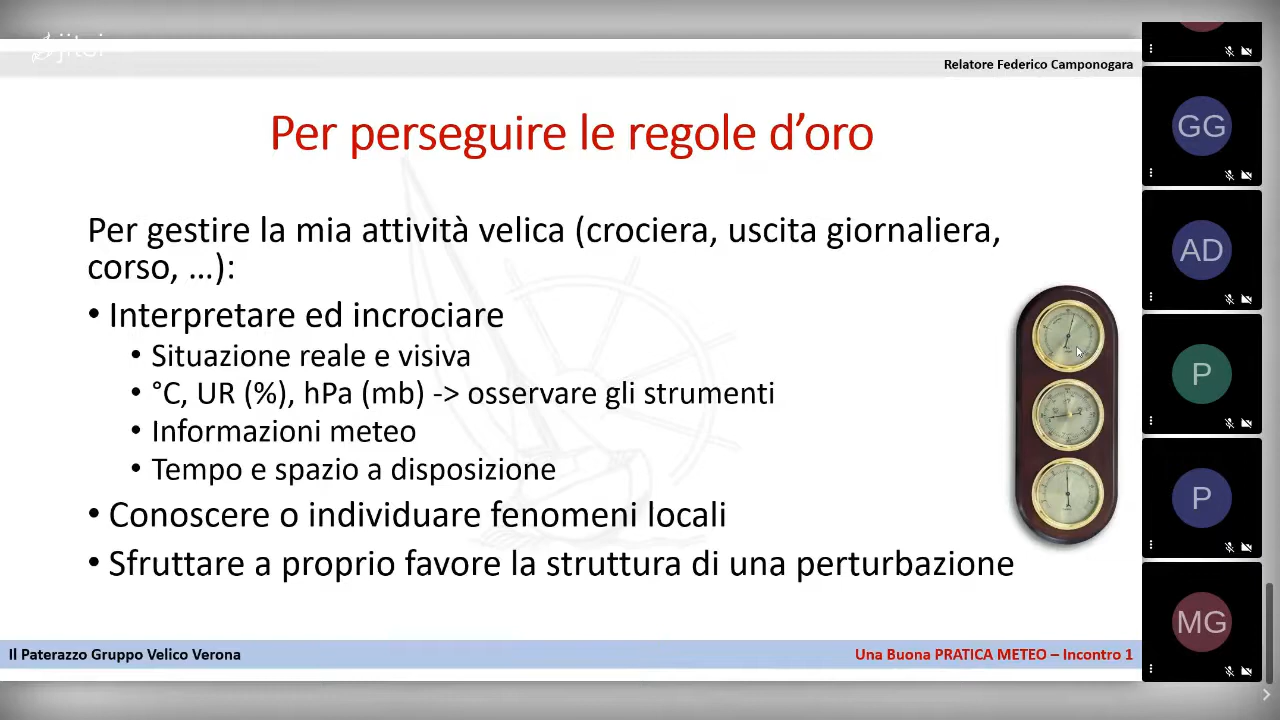 jitsi
Relatore Federico Camponogara
Per perseguire le regole d'oro
Per gestire la mia attività velica (crociera, uscita giornaliera,
corso, ...):
• Interpretare ed incrociare
• Situazione reale e visiva
• °C, UR (%), hPa (mb) -> osservare gli strumenti
• Informazioni meteo
• Tempo e spazio a disposizione
• Conoscere o individuare fenomeni locali
• Sfruttare a proprio favore la struttura di una perturbazione
Il Paterazzo Gruppo Velico Verona
Una Buona PRATICA METEO – Incontro 1
GG
AD
P
P
MG